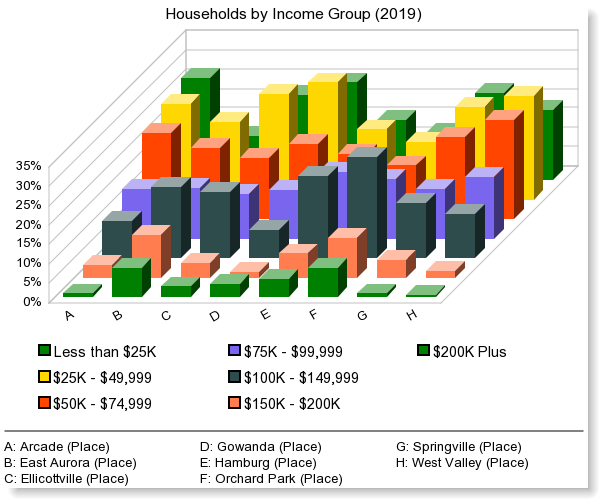 Households by Income Group (2019)
35%
30%
25%
20%
15%
10%
5%
0%
A B C D E F G H
Less than $25K $75K - $99,999 $200K Plus
$25K - $49,999 $100K - $149,999
$50K - $74,999 $150K - $200K
A: Arcade (Place) D: Gowanda (Place) G: Springville (Place)
B: East Aurora (Place) E: Hamburg (Place) H: West Valley (Place)
C: Ellicottville (Place) F: Orchard Park (Place)